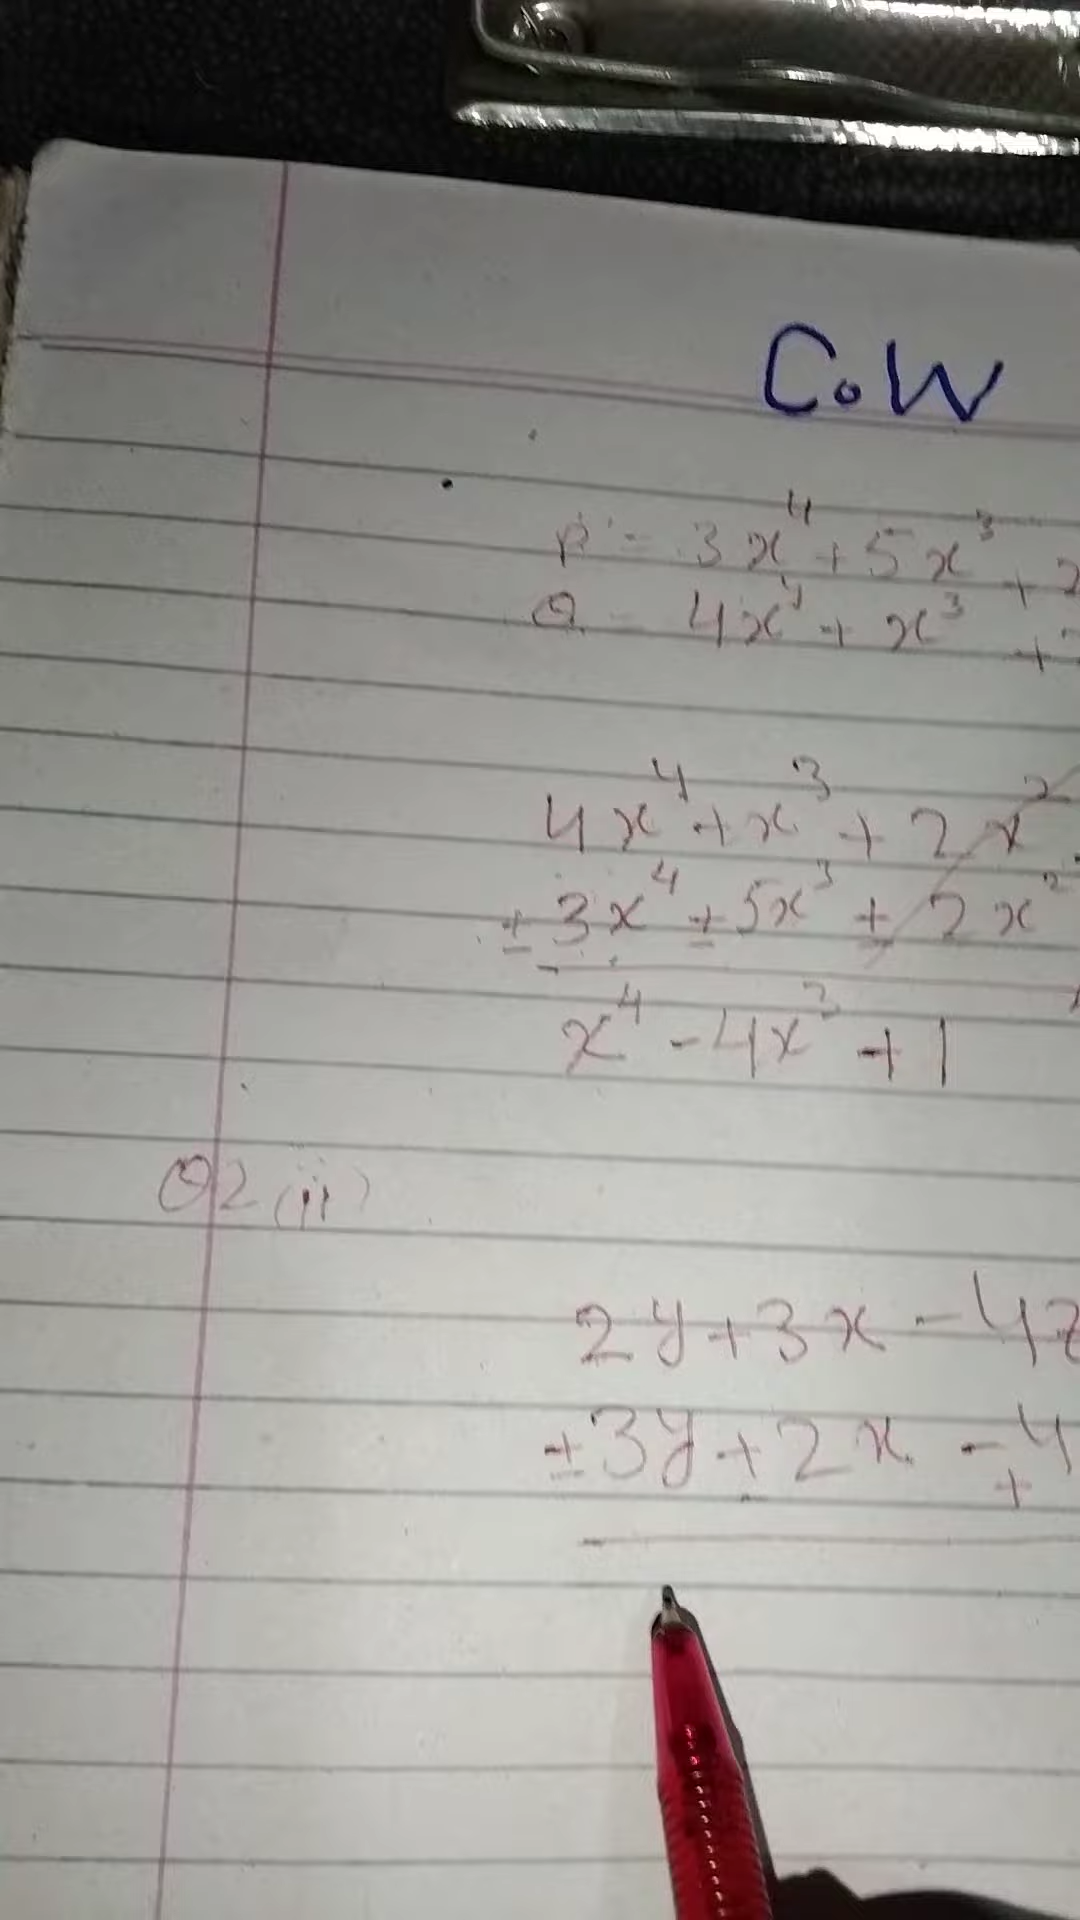 C.W
P = 3x⁴ + 5x³ + 2
Q = 4x⁴ + x³ +
4x⁴ + x³ + 2x²
± 3x⁴ ± 5x³ ± 2x²
x⁴ - 4x³ + 1
Q2 (ii)
2y + 3x - 4z
± 3y ± 2x - 4
+